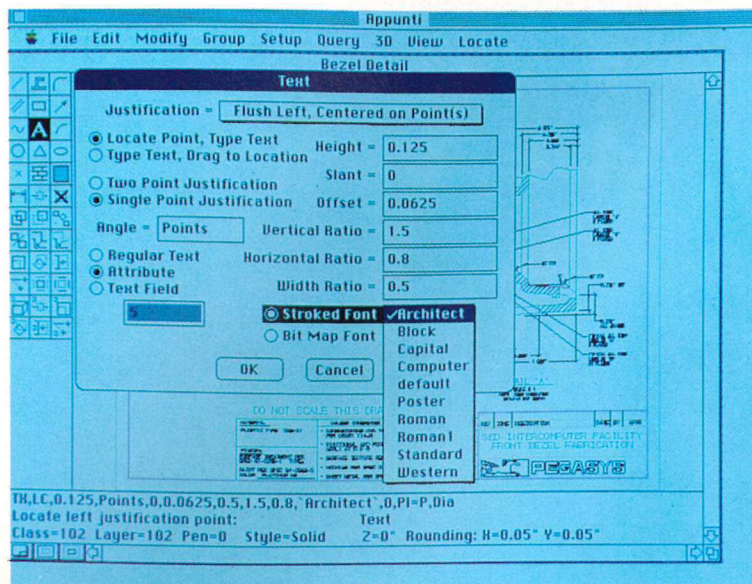 Appunti
File Edit Modify Group Setup Query 3D View Locate
Bezel Detail
Text
Justification = Flush Left, Centered on Point(s)
Locate Point, Type Text
Type Text, Drag to Location
Height = 0.125
Slant = 0
Two Point Justification
Single Point Justification
Offset = 0.0625
Angle = Points
Vertical Ratio = 1.5
Regular Text
Attribute
Text Field
Horizontal Ratio = 0.8
Width Ratio = 0.5
5
Stroked Font
Bit Map Font
✓Architect
Block
Capital
Computer
default
Poster
Roman
Roman1
Standard
Western
OK
Cancel
DO NOT SCALE THIS DRA
SED INTERCOMPUTER FACILITY
FRONT BEZEL FABRICATION
PEGASYS
TX,LC,0.125,Points,0,0.0625,0.5,1.5,0.8,`Architect`,0,Pl=P,Dia
Locate left justification point: Text
Class=102 Layer=102 Pen=0 Style=Solid Z=0" Rounding: X=0.05" Y=0.05"